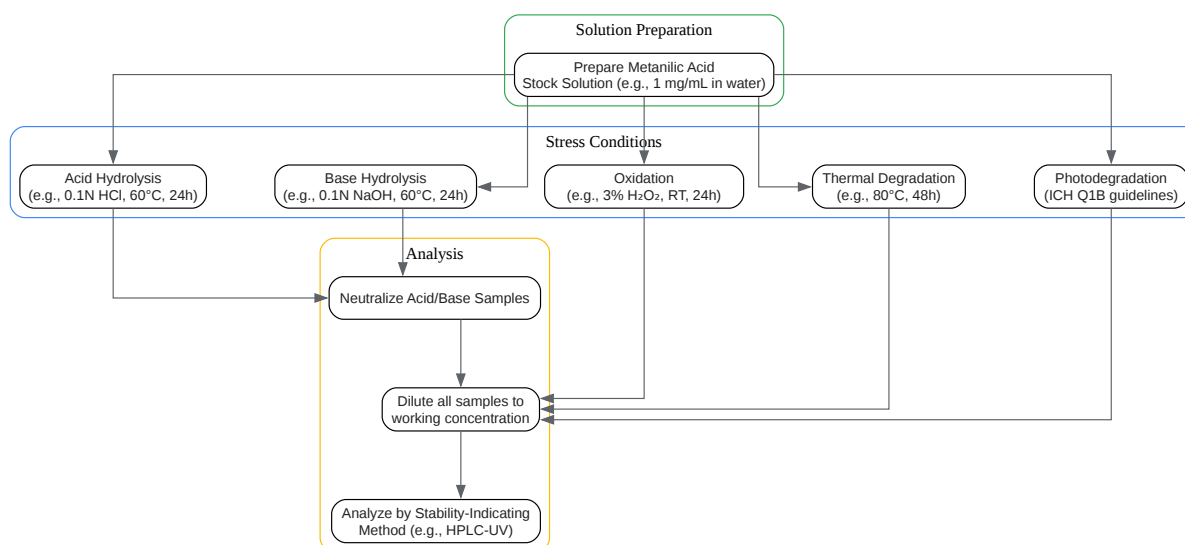 Solution Preparation
Prepare Metanilic Acid
Stock Solution (e.g., 1 mg/mL in water)
Stress Conditions
Acid Hydrolysis
(e.g., 0.1N HCl, 60°C, 24h)
Base Hydrolysis
(e.g., 0.1N NaOH, 60°C, 24h)
Oxidation
(e.g., 3% H₂O₂, RT, 24h)
Thermal Degradation
(e.g., 80°C, 48h)
Photodegradation
(ICH Q1B guidelines)
Analysis
Neutralize Acid/Base Samples
Dilute all samples to
working concentration
Analyze by Stability-Indicating
Method (e.g., HPLC-UV)